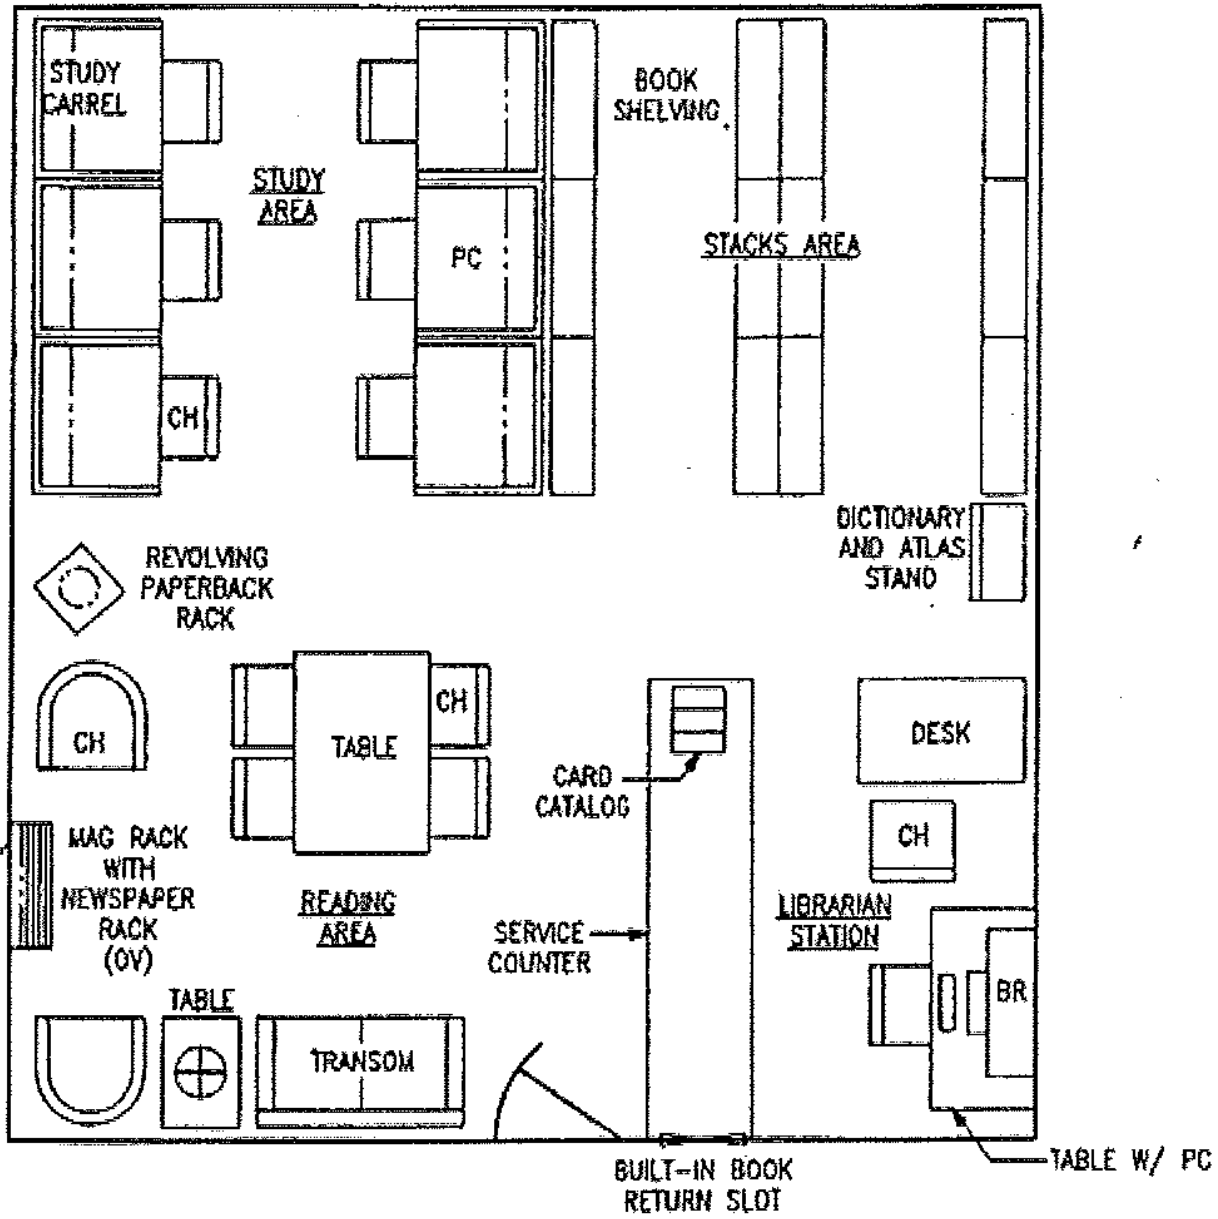 STUDY
CARREL
BOOK
SHELVING
STUDY
AREA
PC
STACKS AREA
CH
DICTIONARY
AND ATLAS
STAND
REVOLVING
PAPERBACK
RACK
CH
TABLE
CH
DESK
CARD
CATALOG
CH
MAG RACK
WITH
NEWSPAPER
RACK
(OV)
READING
AREA
SERVICE
COUNTER
LIBRARIAN
STATION
BR
TABLE
TRANSOM
TABLE W/ PC
BUILT-IN BOOK
RETURN SLOT